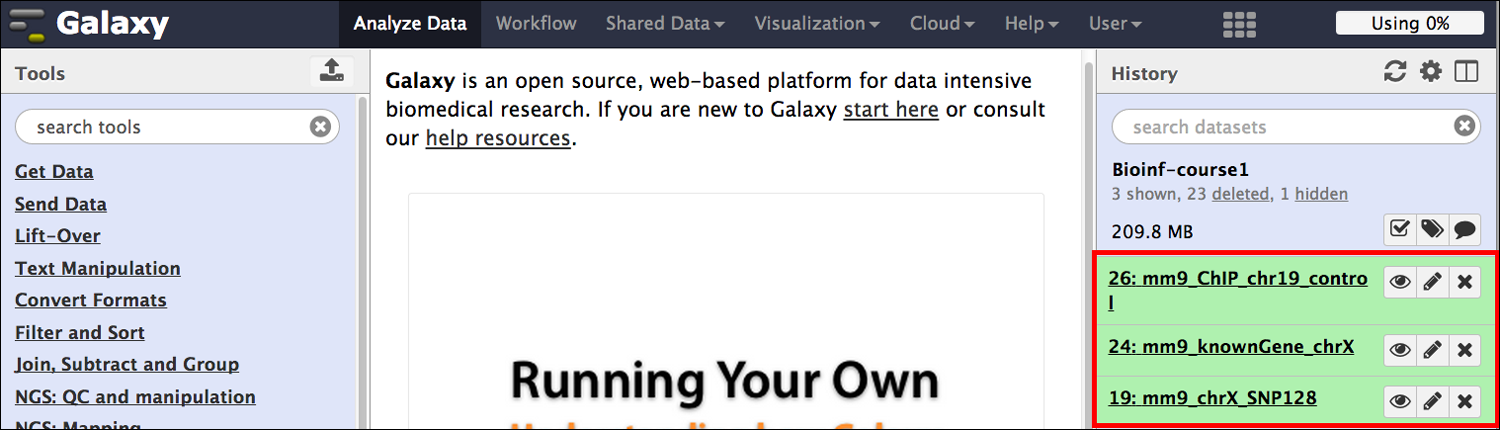 Galaxy
Analyze Data
Workflow
Shared Data
Visualization
Cloud
Help
User
Using 0%
Tools
search tools
Get Data
Send Data
Lift-Over
Text Manipulation
Convert Formats
Filter and Sort
Join, Subtract and Group
NGS: QC and manipulation
NGS: Mapping
Galaxy is an open source, web-based platform for data intensive
biomedical research. If you are new to Galaxy start here or consult
our help resources.
Running Your Own
History
search datasets
Bioinf-course1
3 shown, 23 deleted, 1 hidden
209.8 MB
26: mm9_ChIP_chr19_contro
l
24: mm9_knownGene_chrX
19: mm9_chrX_SNP128